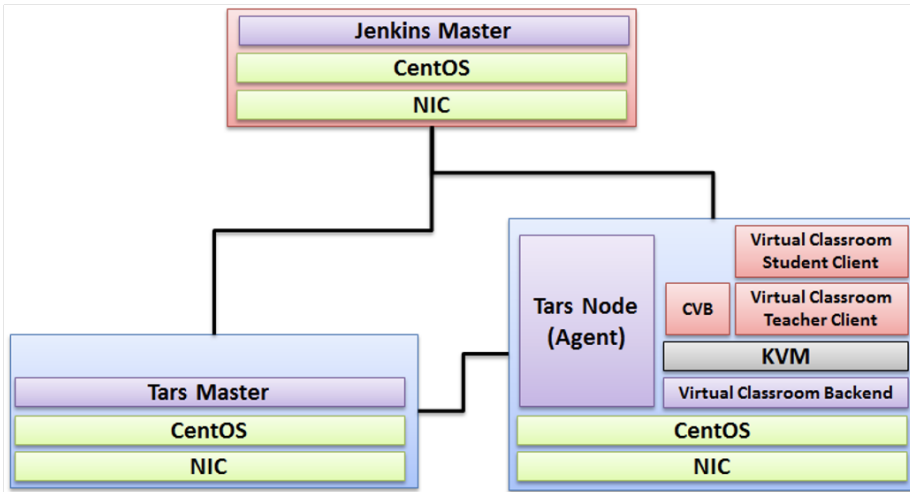 Jenkins Master
CentOS
NIC
Virtual Classroom
Student Client
Tars Node
(Agent)
CVB
Virtual Classroom
Teacher Client
KVM
Virtual Classroom Backend
CentOS
NIC
Tars Master
CentOS
NIC